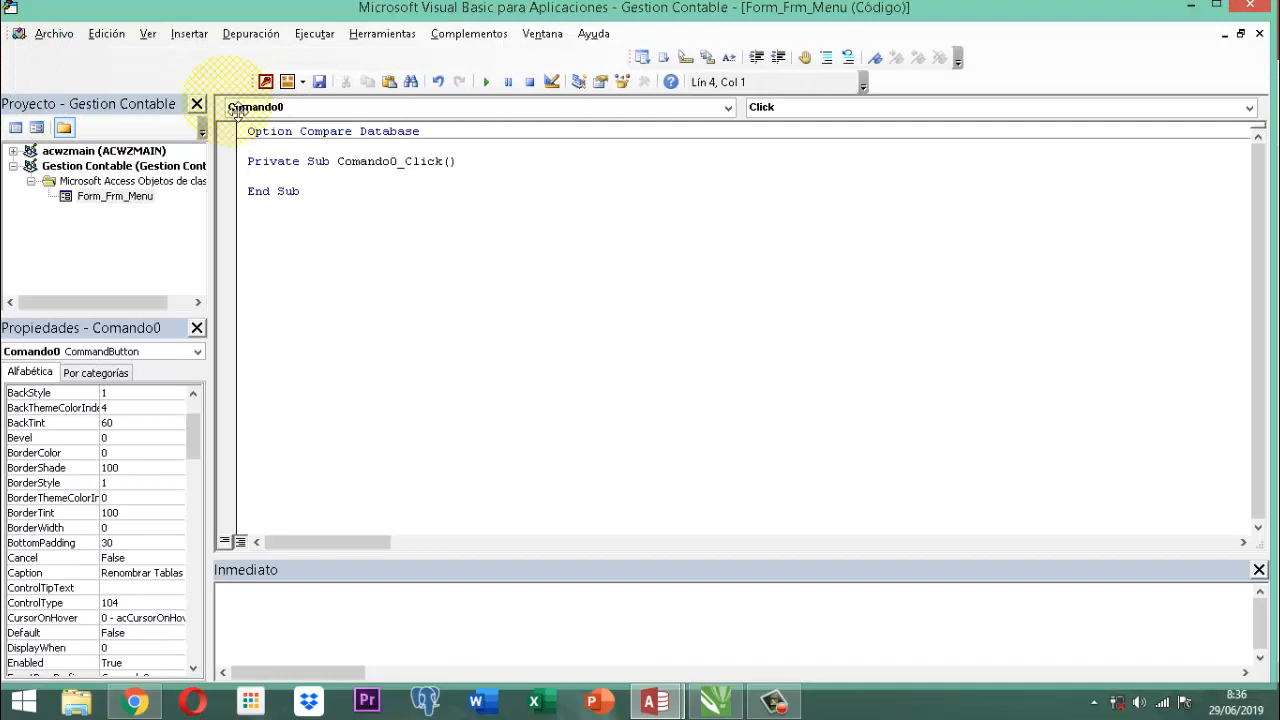 Microsoft Visual Basic para Aplicaciones - Gestion Contable - [Form_Frm_Menu (Código)]
Archivo Edición Ver Insertar Depuración Ejecutar Herramientas Complementos Ventana Ayuda
Lín 4, Col 1
Proyecto - Gestion Contable
Comando0
Click
acwzmain (ACWZMAIN)
Gestion Contable (Gestion Cont
Microsoft Access Objetos de clas
Form_Frm_Menu
Option Compare Database
Private Sub Comando0_Click()
End Sub
Propiedades - Comando0
Comando0 CommandButton
Alfabética Por categorías
BackStyle 1
BackThemeColorInde 4
BackTint 60
Bevel 0
BorderColor 0
BorderShade 100
BorderStyle 1
BorderThemeColorIr 0
BorderTint 100
BorderWidth 0
BottomPadding 30
Cancel False
Caption Renombrar Tablas
ControlTipText
ControlType 104
CursorOnHover 0 - acCursorOnHov
Default False
DisplayWhen 0
Enabled True
Inmediato
Pr
8:36
29/06/2019